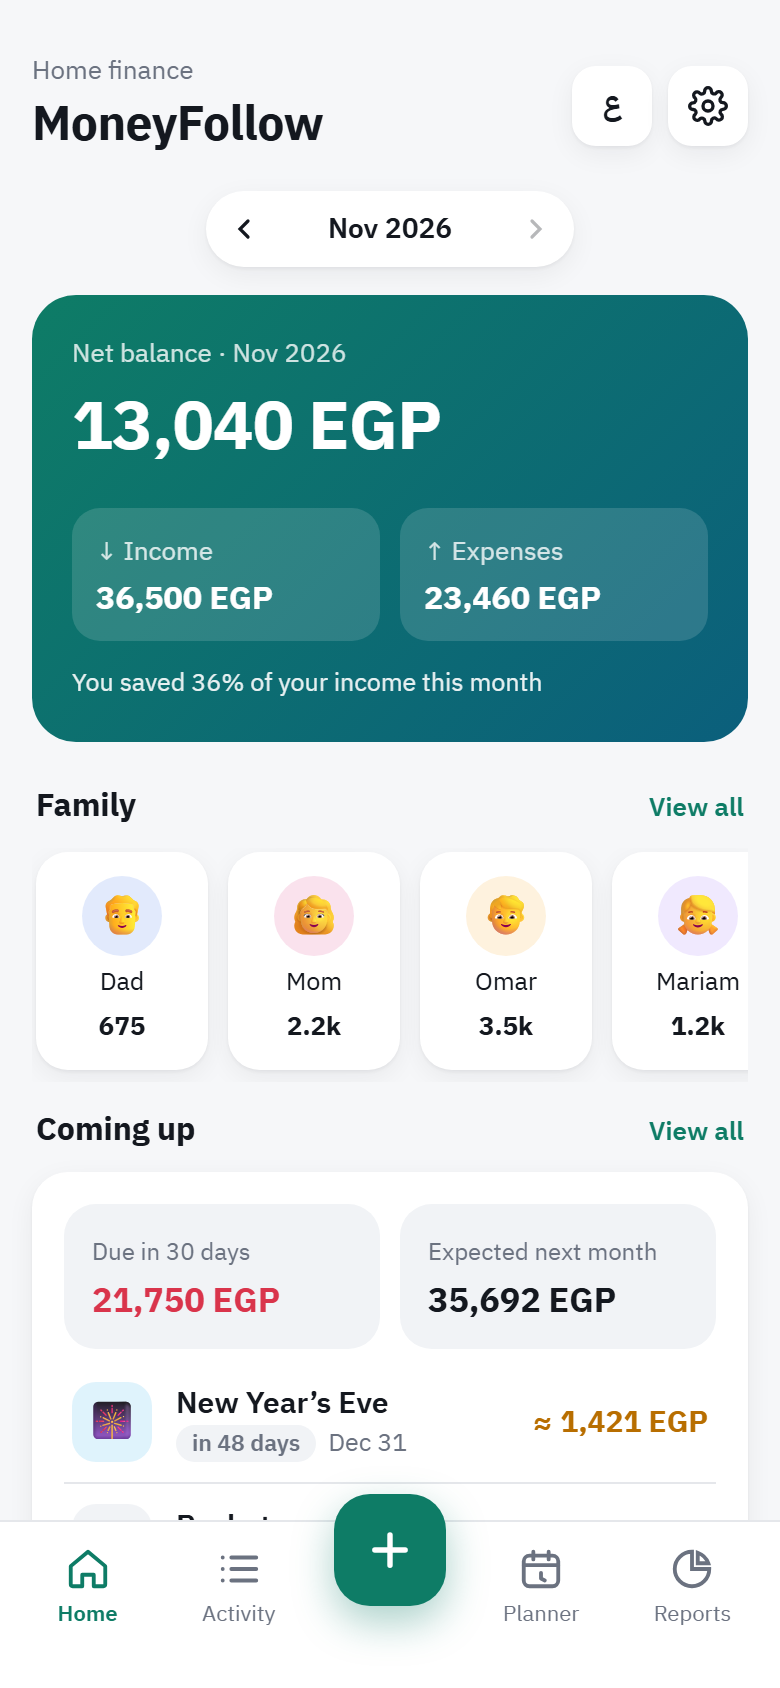 Home finance
MoneyFollow
ع
Nov 2026
Net balance · Nov 2026
13,040 EGP
↓ Income
36,500 EGP
↑ Expenses
23,460 EGP
You saved 36% of your income this month
Family
View all
Dad
675
Mom
2.2k
Omar
3.5k
Mariam
1.2k
Coming up
View all
Due in 30 days
21,750 EGP
Expected next month
35,692 EGP
New Year’s Eve
in 48 days
Dec 31
≈ 1,421 EGP
Home
Activity
Planner
Reports